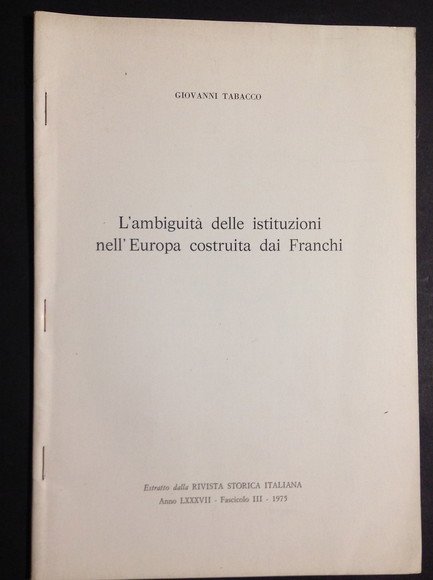 GIOVANNI TABACCO
L'ambiguità delle istituzioni
nell'Europa costruita dai Franchi
Estratto dalla RIVISTA STORICA ITALIANA
Anno LXXXVII - Fascicolo III - 1975